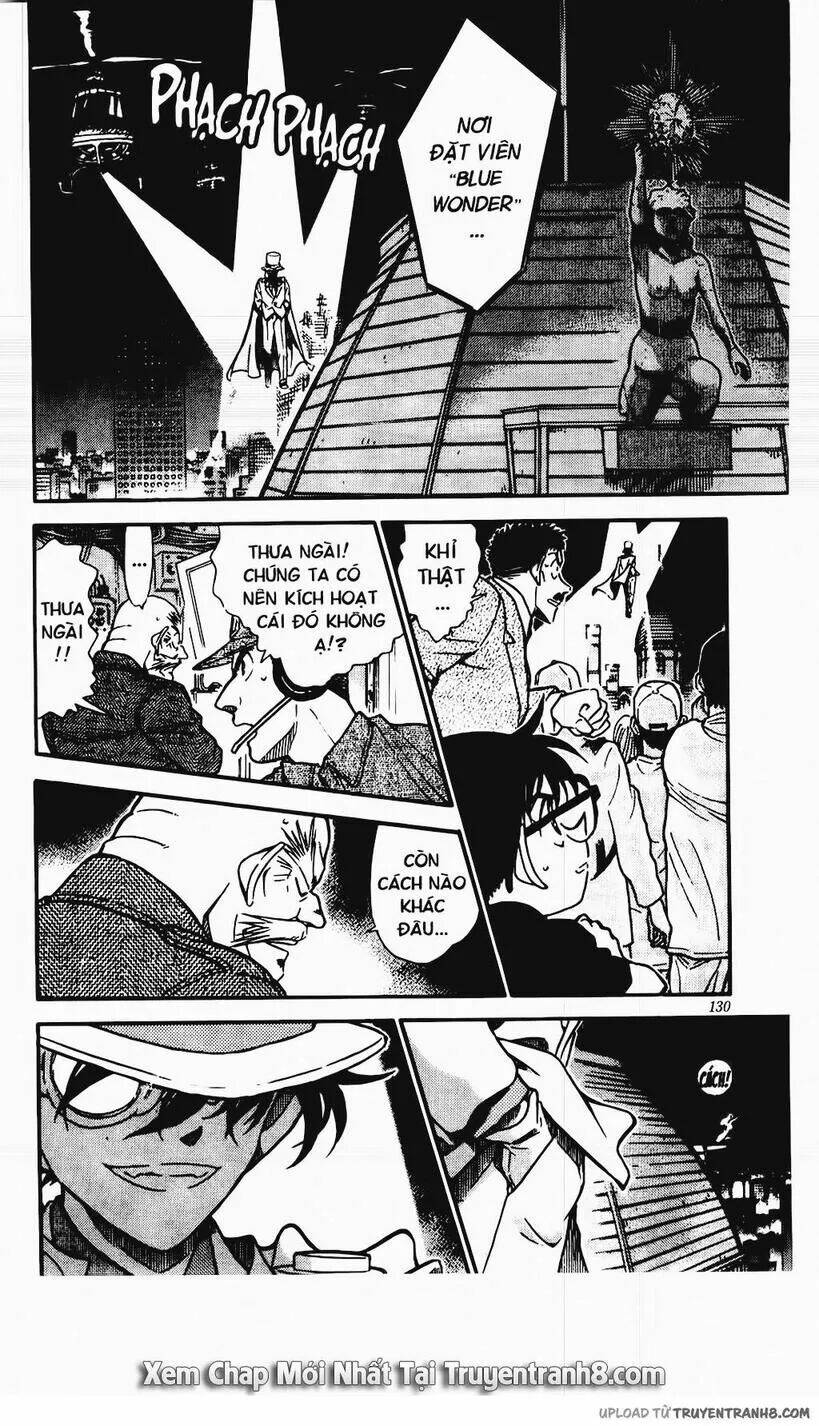 NƠI
ĐẶT VIÊN
"BLUE
WONDER"
...
PHẠCH PHẠCH
KHỈ
THẬT
...
THƯA NGÀI!
CHÚNG TA CÓ
NÊN KÍCH HOẠT
CÁI ĐÓ KHÔNG
Ạ!?
...
THƯA
NGÀI
!!
CÒN
CÁCH NÀO
KHÁC
ĐÂU...
130
CÁCH!
Xem Chap Mới Nhất Tại Truyentranh8.com
UPLOAD TỪ TRUYENTRANH8.COM